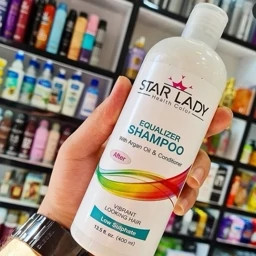 STAR LADY
Health Color
EQUALIZER
SHAMPOO
With Argan Oil & Conditioner
After
VIBRANT
LOOKING HAIR
Low Sulphate
13.5 fl. oz. (400 ml)